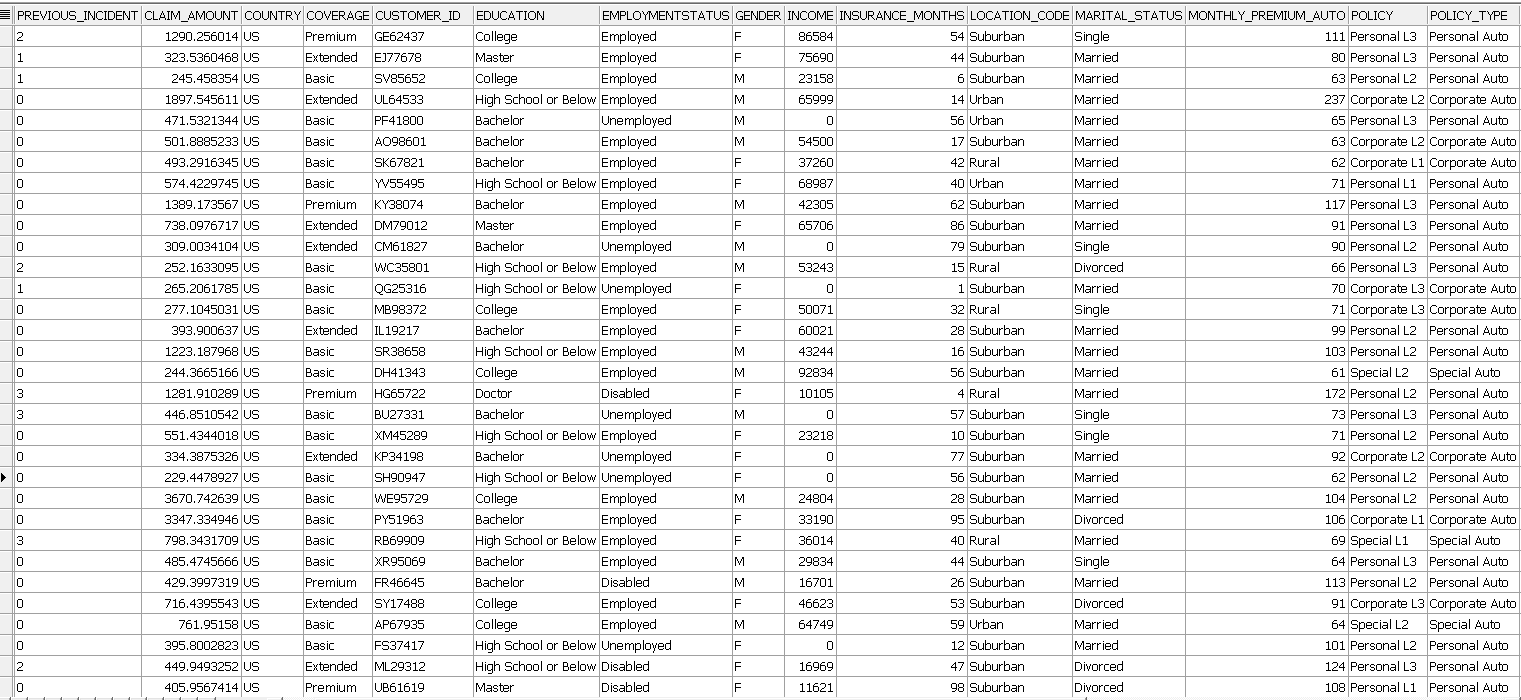 PREVIOUS_INCIDENT CLAIM_AMOUNT COUNTRY COVERAGE CUSTOMER_ID EDUCATION EMPLOYMENTSTATUS GENDER INCOME INSURANCE_MONTHS LOCATION_CODE MARITAL_STATUS MONTHLY_PREMIUM_AUTO POLICY POLICY_TYPE
2 1290.256014 US Premium GE62437 College Employed F 86584 54 Suburban Single 111 Personal L3 Personal Auto
1 323.5360468 US Extended EJ77678 Master Employed F 75690 44 Suburban Married 80 Personal L3 Personal Auto
1 245.458354 US Basic SV85652 College Employed M 23158 6 Suburban Married 63 Personal L2 Personal Auto
0 1897.545611 US Extended UL64533 High School or Below Employed M 65999 14 Urban Married 237 Corporate L2 Corporate Auto
0 471.5321344 US Basic PF41800 Bachelor Unemployed M 0 56 Urban Married 65 Personal L3 Personal Auto
0 501.8885233 US Basic AO98601 Bachelor Employed M 54500 17 Suburban Married 63 Corporate L2 Corporate Auto
0 493.2916345 US Basic SK67821 Bachelor Employed F 37260 42 Rural Married 62 Corporate L1 Corporate Auto
0 574.4229745 US Basic YV55495 High School or Below Employed F 68987 40 Urban Married 71 Personal L1 Personal Auto
0 1389.173567 US Premium KY38074 Bachelor Employed M 42305 62 Suburban Married 117 Personal L3 Personal Auto
0 738.0976717 US Extended DM79012 Master Employed F 65706 86 Suburban Married 91 Personal L3 Personal Auto
0 309.0034104 US Extended CM61827 Bachelor Unemployed M 0 79 Suburban Single 90 Personal L2 Personal Auto
2 252.1633095 US Basic WC35801 High School or Below Employed M 53243 15 Rural Divorced 66 Personal L3 Personal Auto
1 265.2061785 US Basic QG25316 High School or Below Unemployed F 0 1 Suburban Married 70 Corporate L3 Corporate Auto
0 277.1045031 US Basic MB98372 College Employed F 50071 32 Rural Single 71 Corporate L3 Corporate Auto
0 393.900637 US Extended IL19217 Bachelor Employed F 60021 28 Suburban Married 99 Personal L2 Personal Auto
0 1223.187968 US Basic SR38658 High School or Below Employed M 43244 16 Suburban Married 103 Personal L2 Personal Auto
0 244.3665166 US Basic DH41343 College Employed M 92834 56 Suburban Married 61 Special L2 Special Auto
3 1281.910289 US Premium HG65722 Doctor Disabled F 10105 4 Rural Married 172 Personal L2 Personal Auto
3 446.8510542 US Basic BU27331 Bachelor Unemployed M 0 57 Suburban Single 73 Personal L3 Personal Auto
0 551.4344018 US Basic XM45289 High School or Below Employed F 23218 10 Suburban Single 71 Personal L2 Personal Auto
0 334.3875326 US Extended KP34198 Bachelor Unemployed F 0 77 Suburban Married 92 Corporate L2 Corporate Auto
0 229.4478927 US Basic SH90947 High School or Below Unemployed F 0 56 Suburban Married 62 Personal L2 Personal Auto
0 3670.742639 US Basic WE95729 College Employed M 24804 28 Suburban Married 104 Personal L2 Personal Auto
0 3347.334946 US Basic PY51963 Bachelor Employed F 33190 95 Suburban Divorced 106 Corporate L1 Corporate Auto
3 798.3431709 US Basic RB69909 High School or Below Employed F 36014 40 Rural Married 69 Special L1 Special Auto
0 485.4745666 US Basic XR95069 Bachelor Employed M 29834 44 Suburban Single 64 Personal L3 Personal Auto
0 429.3997319 US Premium FR46645 Bachelor Disabled M 16701 26 Suburban Married 113 Personal L2 Personal Auto
0 716.4395543 US Extended SY17488 College Employed F 46623 53 Suburban Divorced 91 Corporate L3 Corporate Auto
0 761.95158 US Basic AP67935 College Employed M 64749 59 Urban Married 64 Special L2 Special Auto
0 395.8002823 US Basic FS37417 High School or Below Unemployed F 0 12 Suburban Married 101 Personal L2 Personal Auto
2 449.9493252 US Extended ML29312 High School or Below Disabled F 16969 47 Suburban Divorced 124 Personal L3 Personal Auto
0 405.9567414 US Premium UB61619 Master Disabled F 11621 98 Suburban Divorced 108 Personal L1 Personal Auto